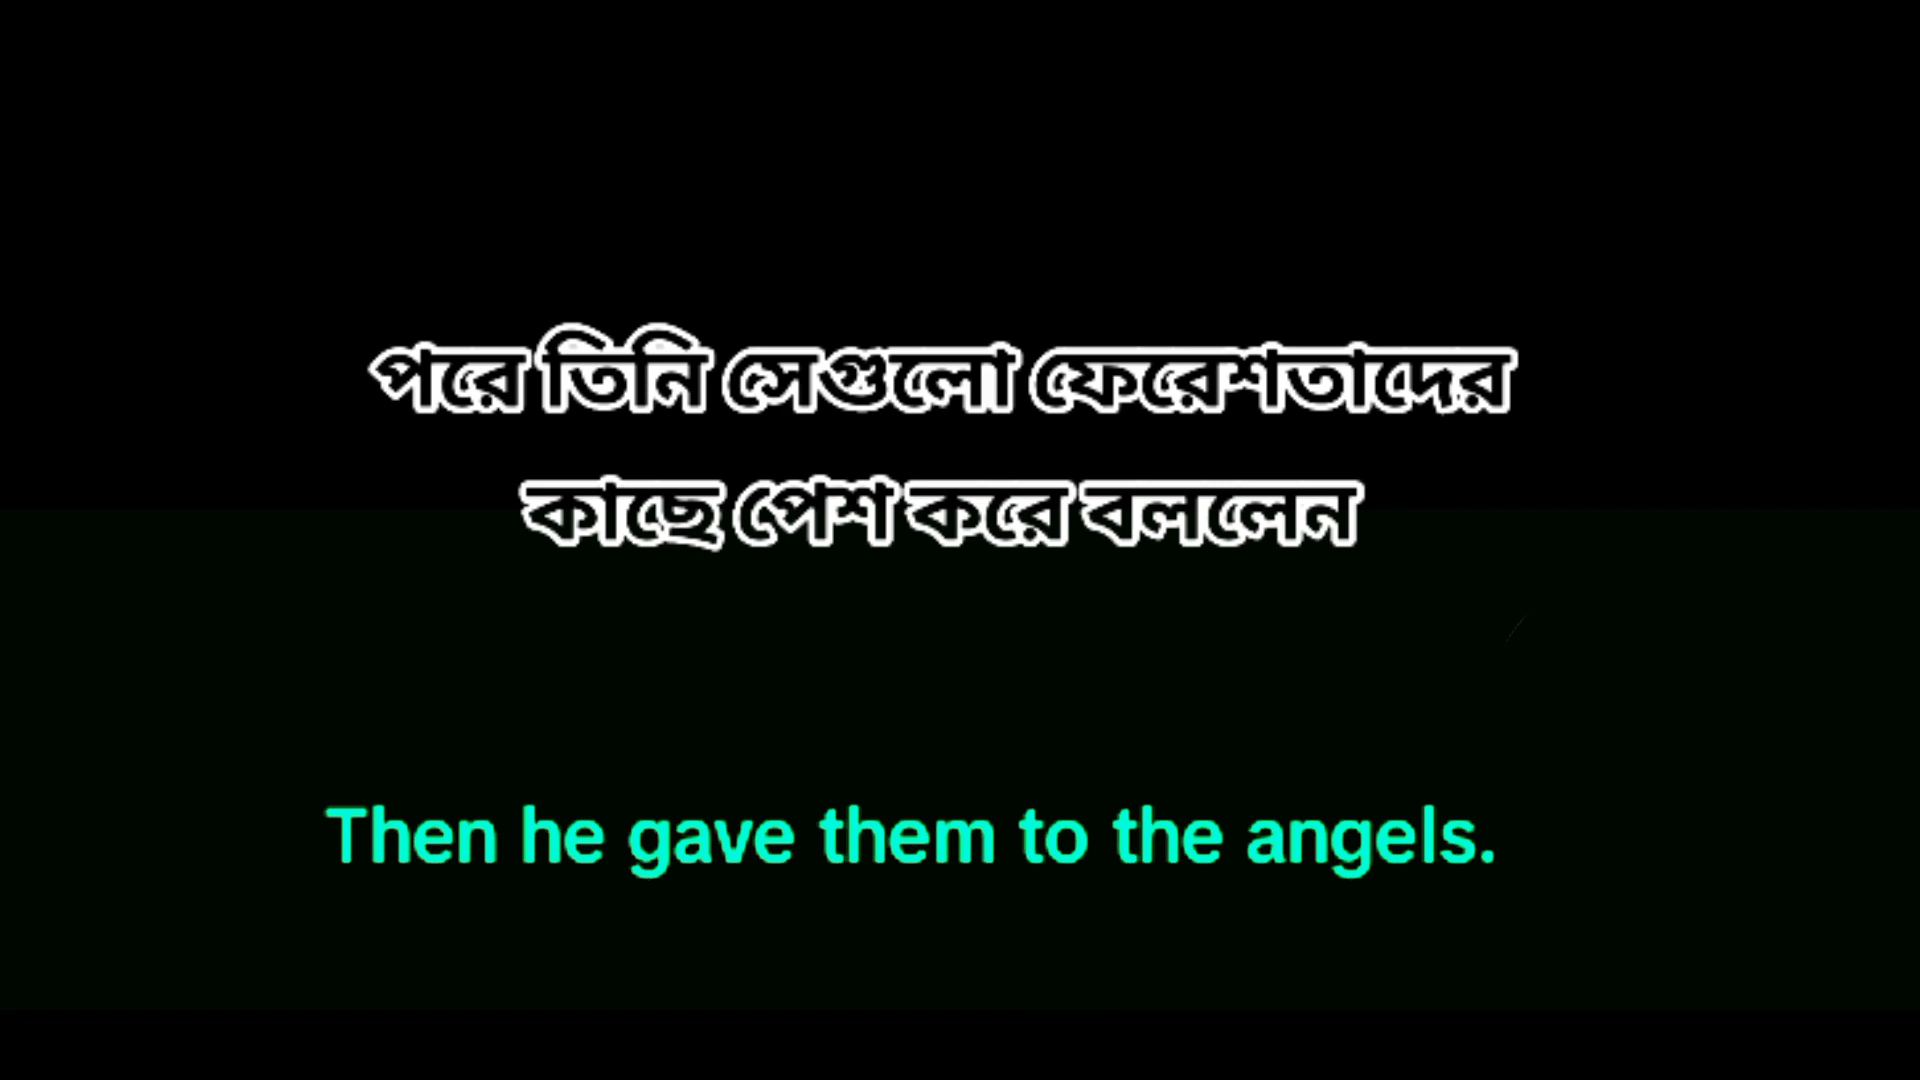 পরে তিনি সেগুলো ফেরেশতাদের
কাছে পেশ করে বললেন
Then he gave them to the angels.